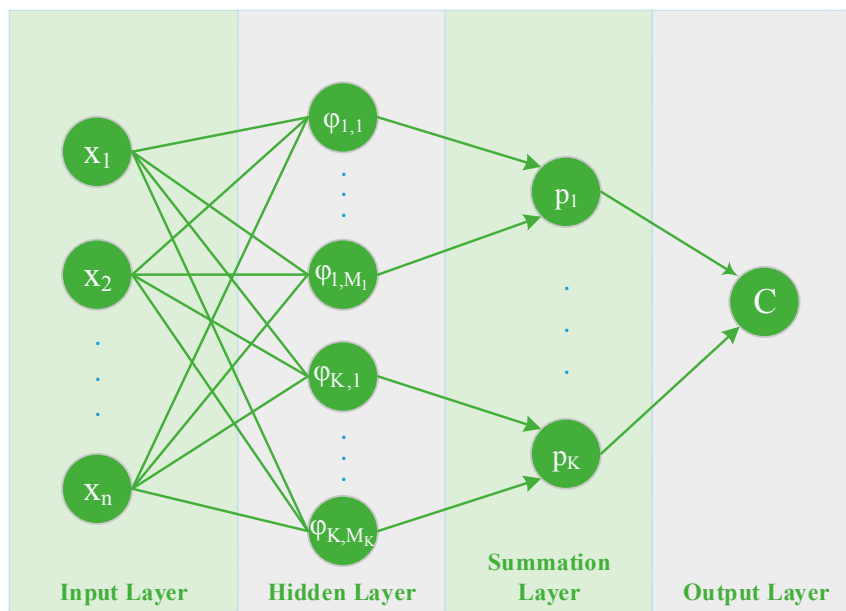 x₁
x₂
xₙ
φ₁,₁
φ₁,M₁
φK,₁
φK,MK
p₁
pK
C
Input Layer
Hidden Layer
Summation
Layer
Output Layer